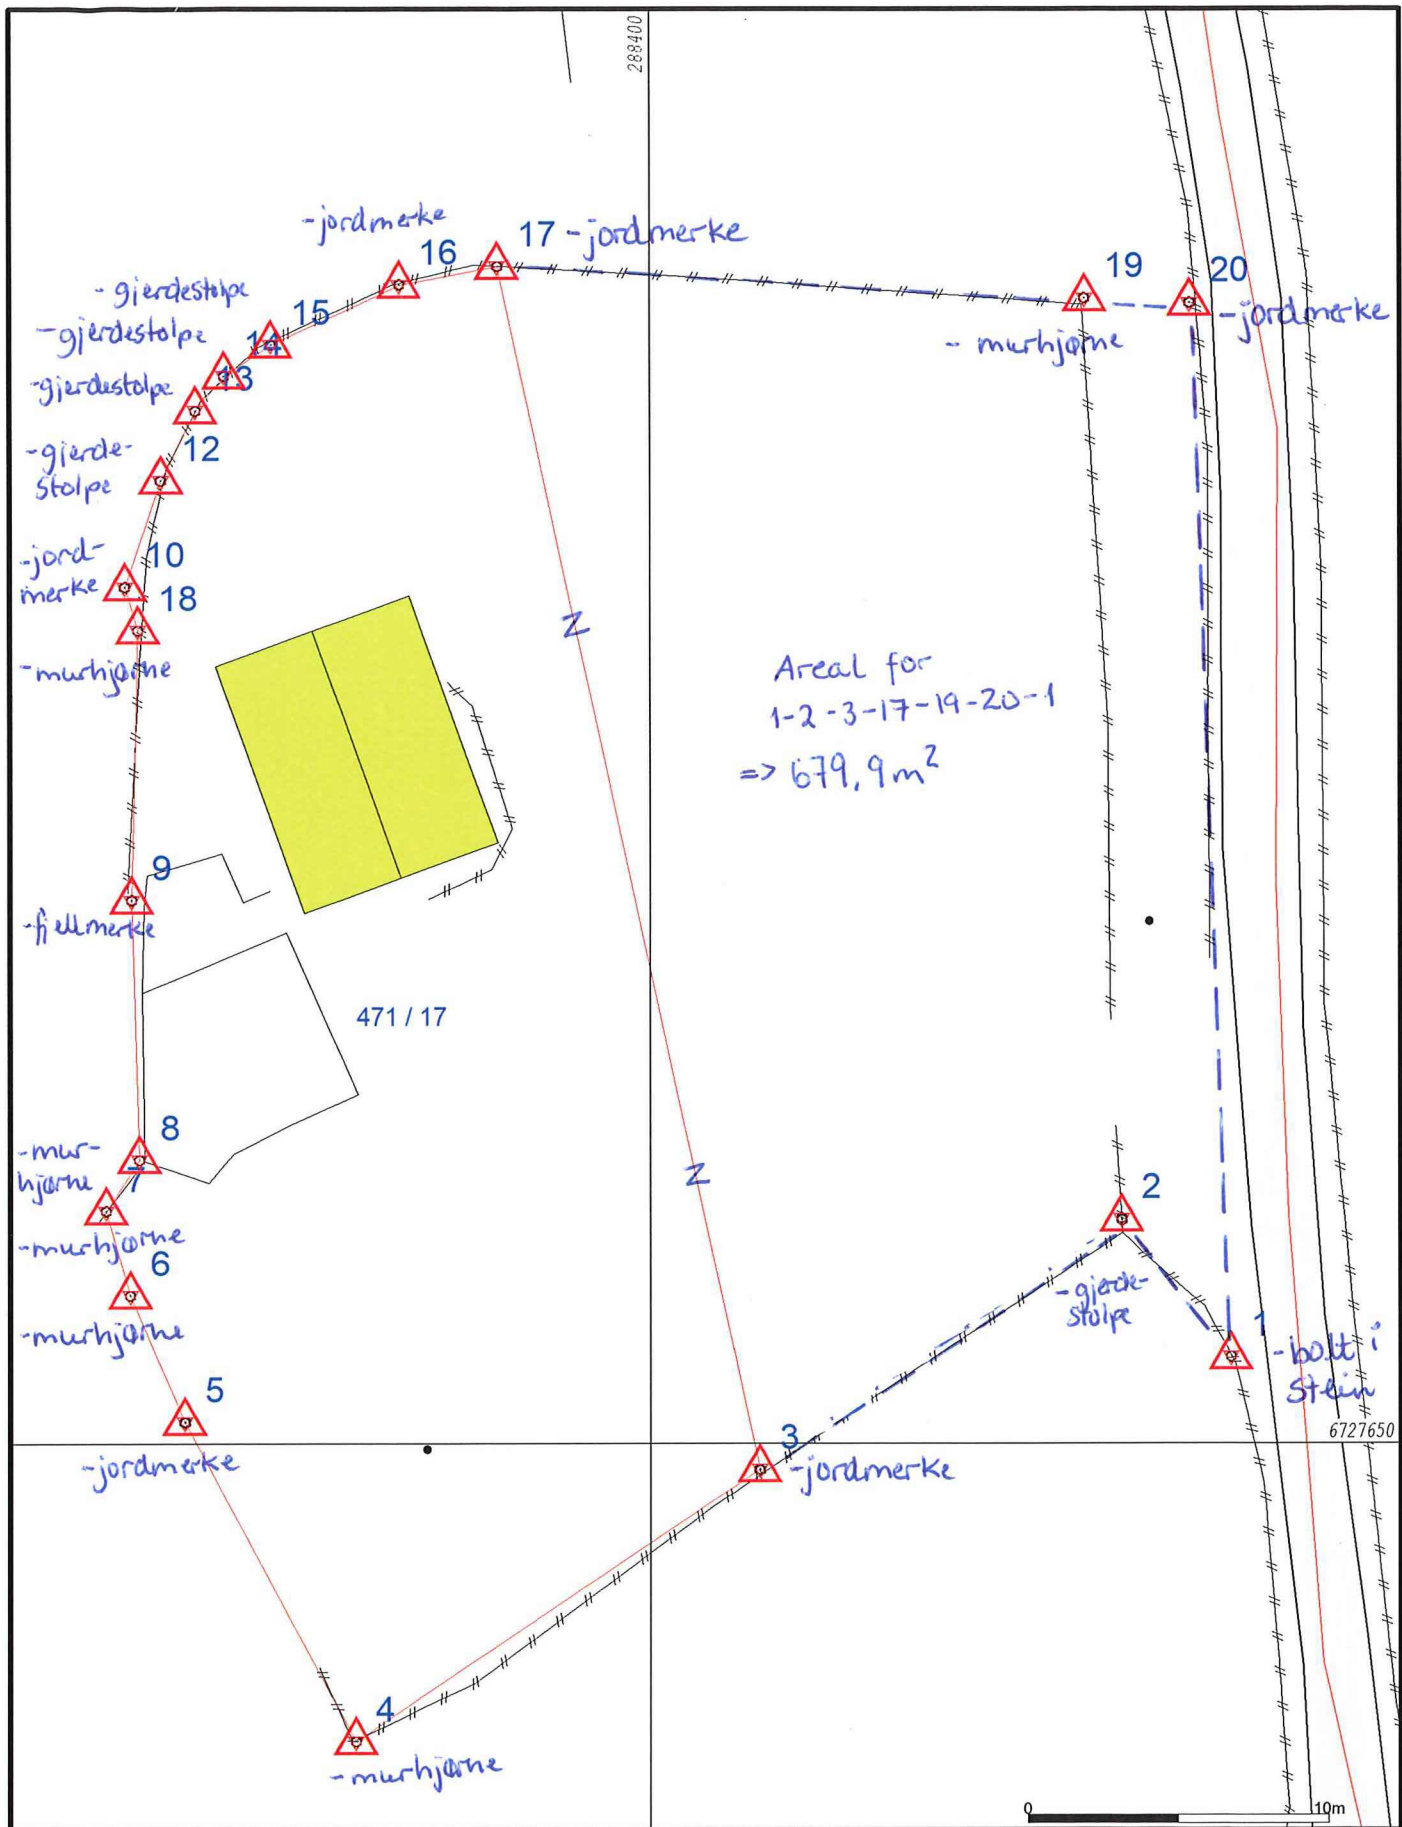 288400
-jordmerke
16
17 -jordmerke
19
20
-jordmerke
- murhjørne
- gjerdestolpe
15
-gjerdestolpe
14
13
-gjerdestolpe
12
-gjerde-
stolpe
10
-jord-
merke
18
-murhjørne
Z
Areal for
1-2-3-17-19-20-1
=> 679,9m²
9
-fjellmerke
471 / 17
8
-mur-
hjørne
7
-murhjørne
Z
2
6
-gjerde-
stolpe
-murhjørne
1
-bolt i
Stein
5
6727650
3
-jordmerke
-jordmerke
4
-murhjørne
0 10m